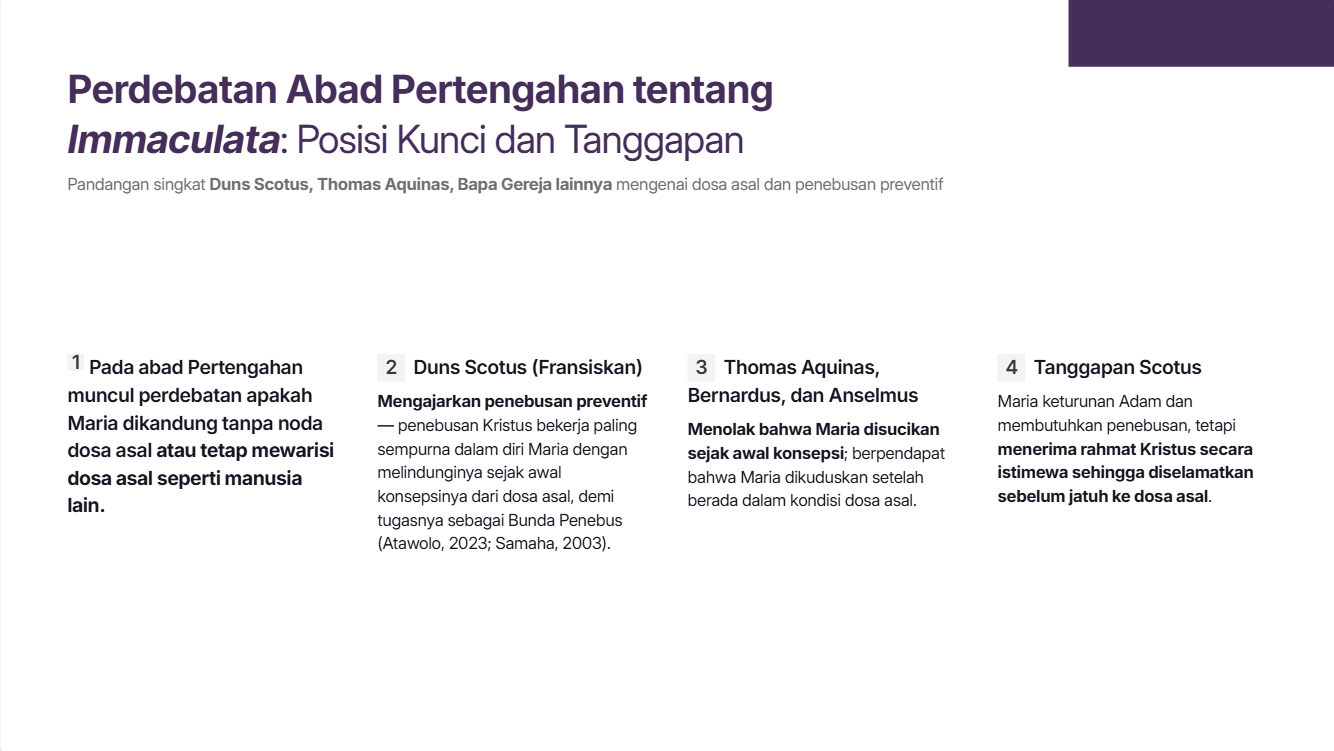 Perdebatan Abad Pertengahan tentang
Immaculata: Posisi Kunci dan Tanggapan
Pandangan singkat Duns Scotus, Thomas Aquinas, Bapa Gereja lainnya mengenai dosa asal dan penebusan preventif
1 Pada abad Pertengahan
muncul perdebatan apakah
Maria dikandung tanpa noda
dosa asal atau tetap mewarisi
dosa asal seperti manusia
lain.
2 Duns Scotus (Fransiskan)
Mengajarkan penebusan preventif
— penebusan Kristus bekerja paling
sempurna dalam diri Maria dengan
melindunginya sejak awal
konsepsinya dari dosa asal, demi
tugasnya sebagai Bunda Penebus
(Atawolo, 2023; Samaha, 2003).
3 Thomas Aquinas,
Bernardus, dan Anselmus
Menolak bahwa Maria disucikan
sejak awal konsepsi; berpendapat
bahwa Maria dikuduskan setelah
berada dalam kondisi dosa asal.
4 Tanggapan Scotus
Maria keturunan Adam dan
membutuhkan penebusan, tetapi
menerima rahmat Kristus secara
istimewa sehingga diselamatkan
sebelum jatuh ke dosa asal.